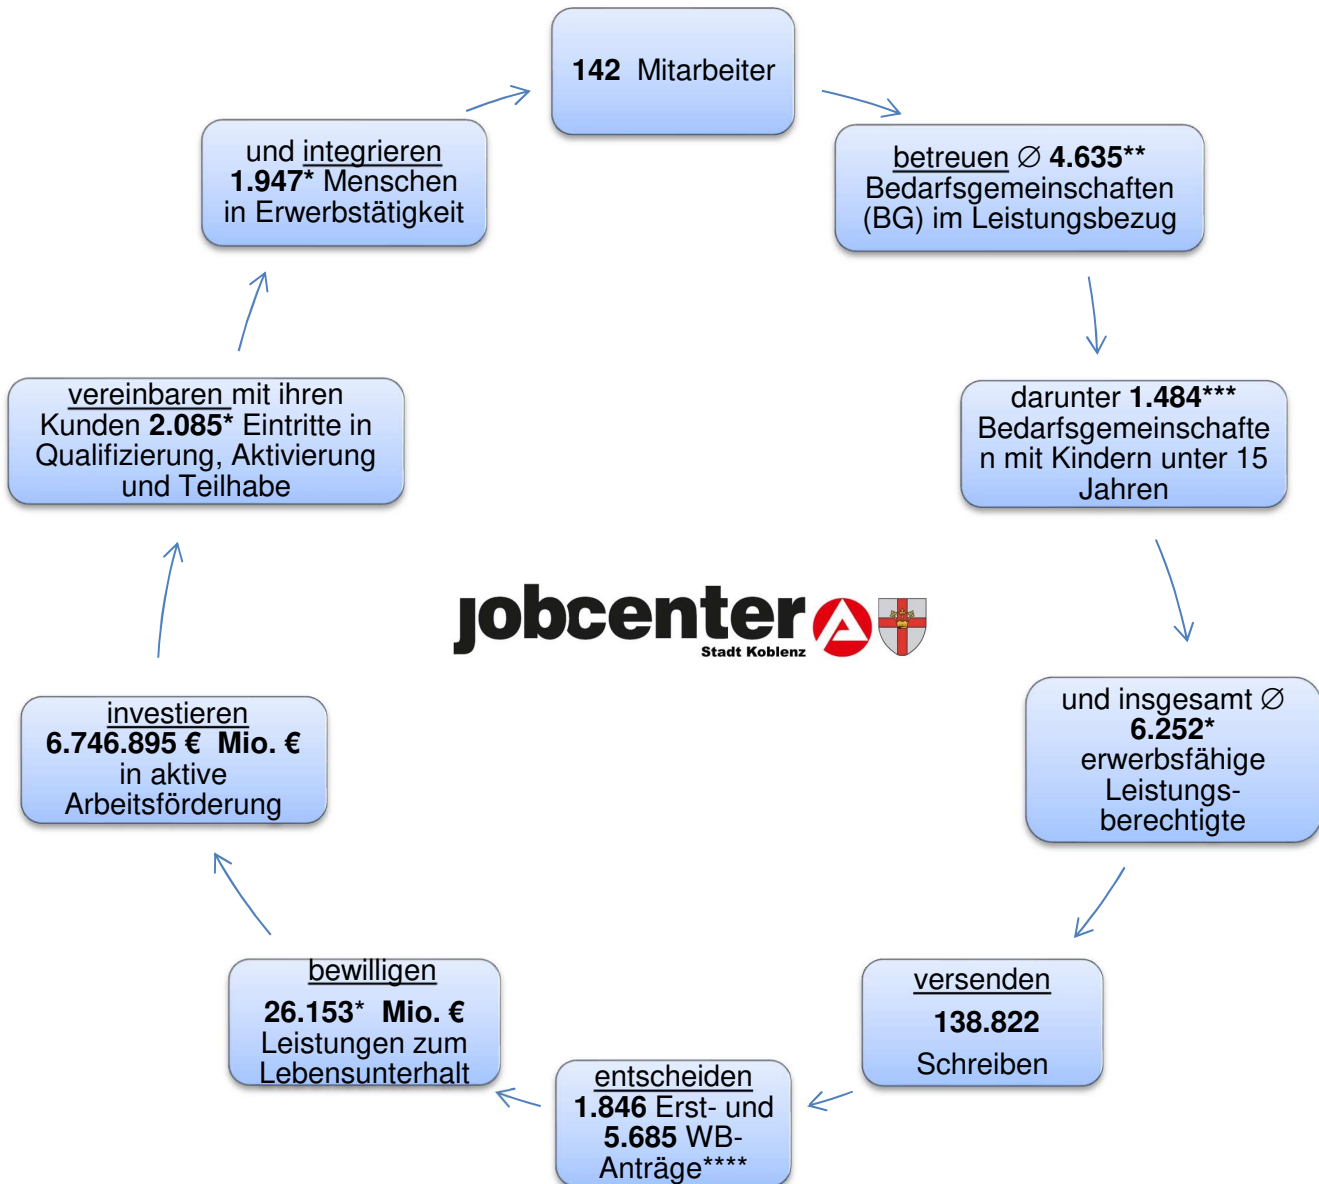 142 Mitarbeiter
betreuen ∅ 4.635**
Bedarfsgemeinschaften
(BG) im Leistungsbezug
darunter 1.484***
Bedarfsgemeinschafte
n mit Kindern unter 15
Jahren
und insgesamt ∅
6.252*
erwerbsfähige
Leistungs-
berechtigte
versenden
138.822
Schreiben
entscheiden
1.846 Erst- und
5.685 WB-
Anträge****
bewilligen
26.153* Mio. €
Leistungen zum
Lebensunterhalt
investieren
6.746.895 € Mio. €
in aktive
Arbeitsförderung
vereinbaren mit ihren
Kunden 2.085* Eintritte in
Qualifizierung, Aktivierung
und Teilhabe
und integrieren
1.947* Menschen
in Erwerbstätigkeit
jobcenter
Stadt Koblenz